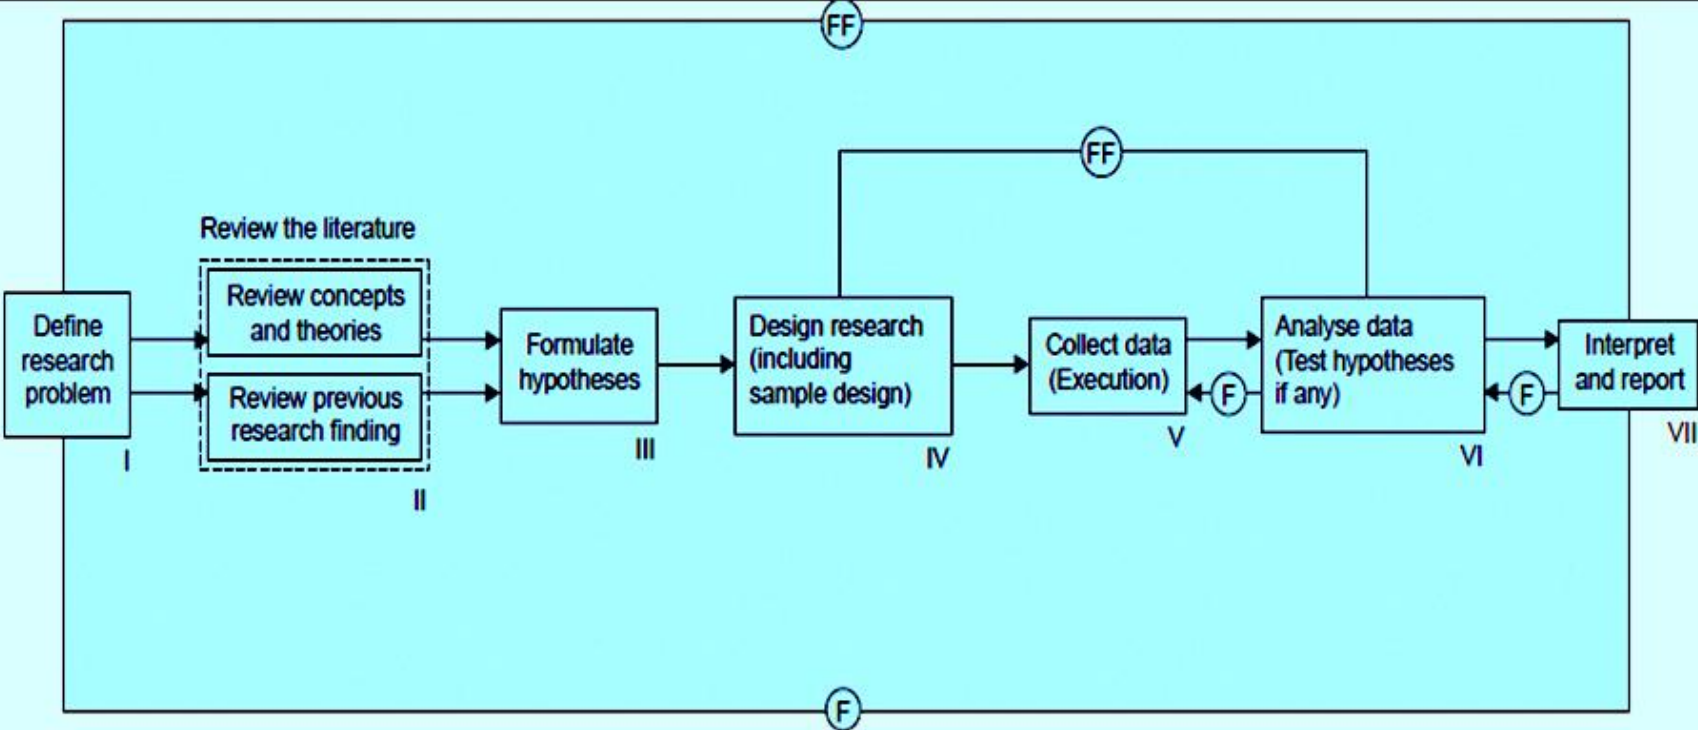 FF
FF
Review the literature
Define
research
problem
I
Review concepts
and theories
Review previous
research finding
II
Formulate
hypotheses
III
Design research
(including
sample design)
IV
Collect data
(Execution)
V
F
Analyse data
(Test hypotheses
if any)
VI
F
Interpret
and report
VII
F